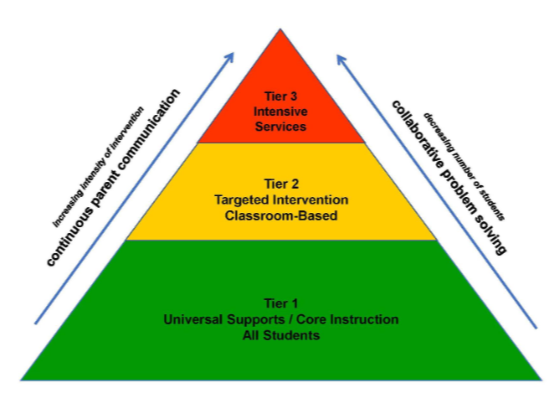 Tier 3
Intensive
Services
Tier 2
Targeted Intervention
Classroom-Based
Tier 1
Universal Supports / Core Instruction
All Students
increasing intensity of intervention
continuous parent communication
decreasing number of students
collaborative problem solving